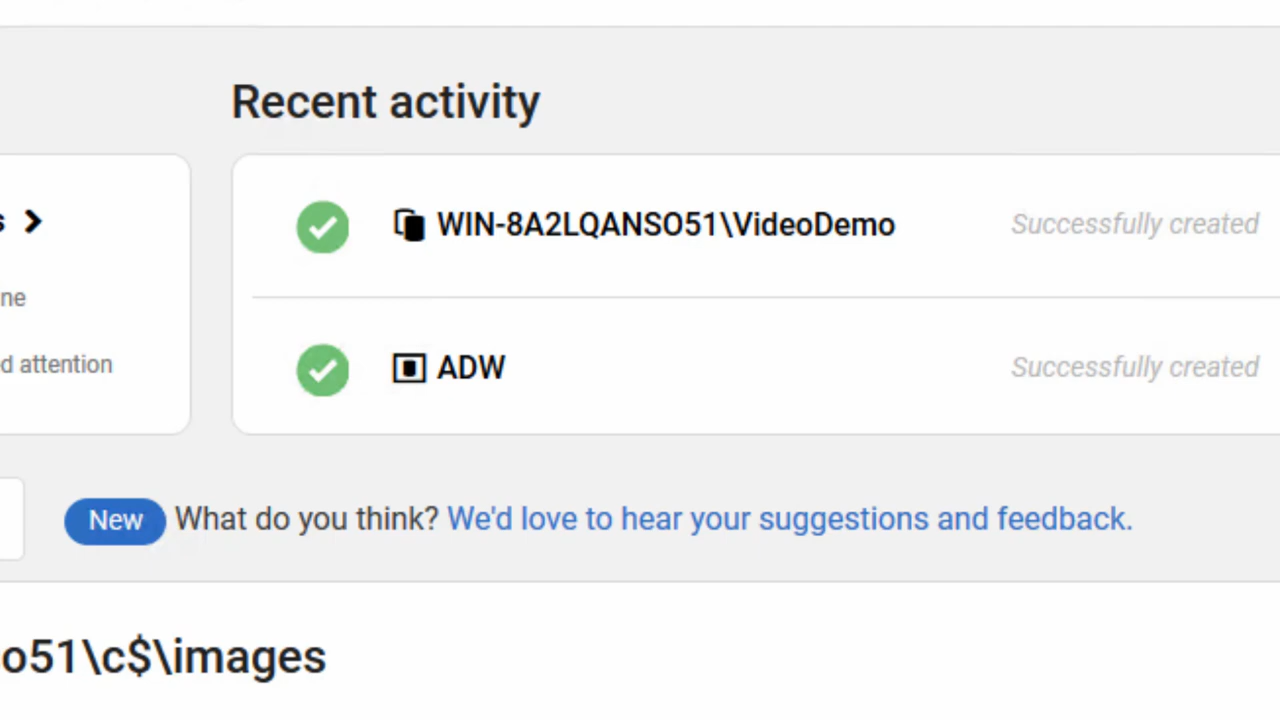 Recent activity
WIN-8A2LQANSO51\VideoDemo Successfully created
s
ne
ADW Successfully created
d attention
New What do you think? We'd love to hear your suggestions and feedback.
o51\c$\images